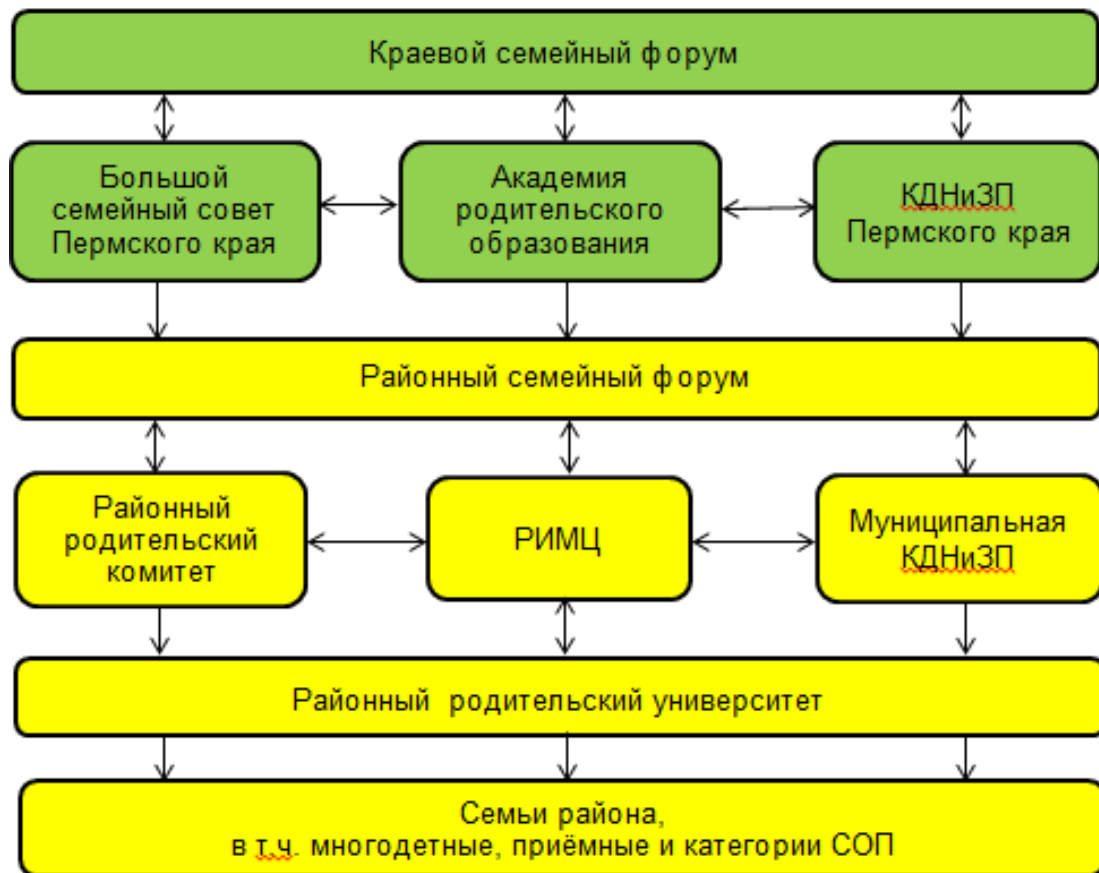 Краевой семейный форум
Большой
семейный совет
Пермского края
Академия
родительского
образования
КДНиЗП
Пермского края
Районный семейный форум
Районный
родительский
комитет
РИМЦ
Муниципальная
КДНиЗП
Районный родительский университет
Семьи района,
в т.ч. многодетные, приёмные и категории СОП